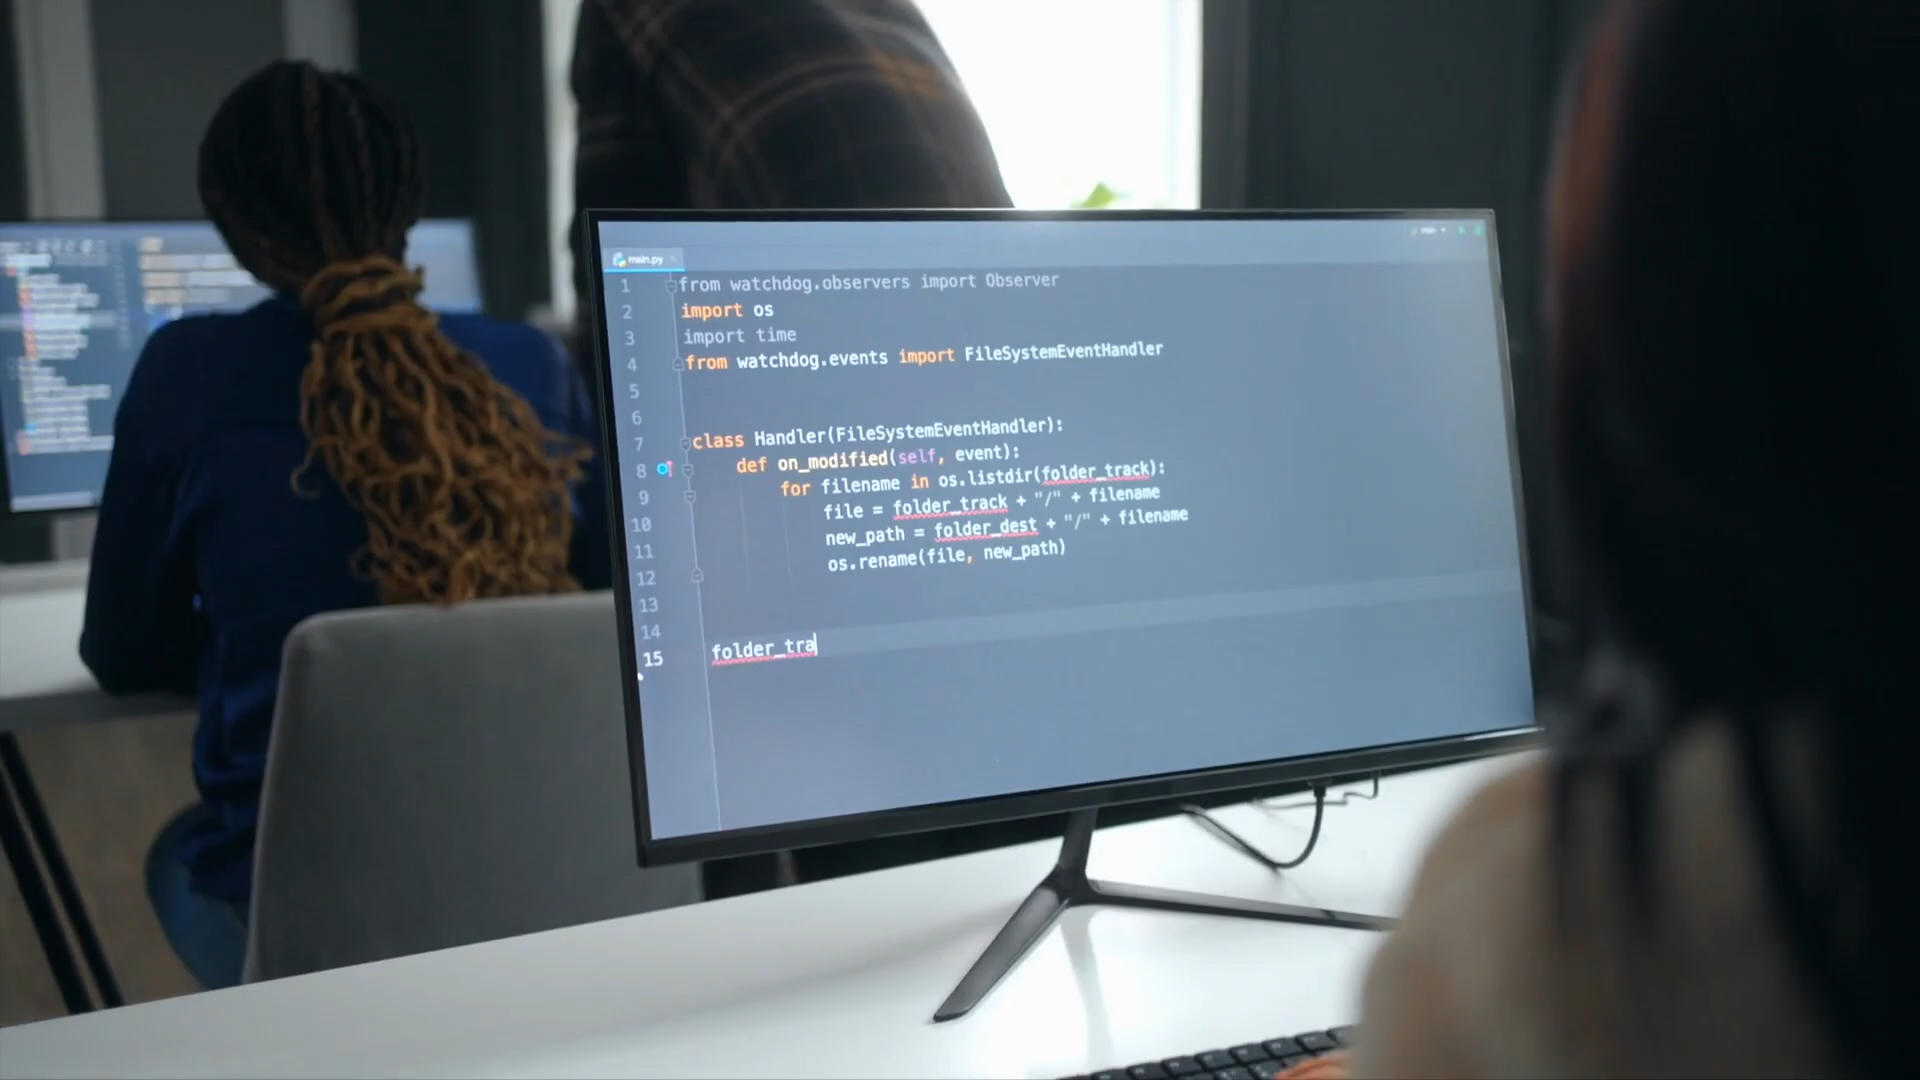 main.py
1 from watchdog.observers import Observer
2 import os
3 import time
4 from watchdog.events import import FileSystemEventHandler
5
6
7 class Handler(FileSystemEventHandler):
8 def on_modified(self, event):
9 for filename in os.listdir(folder_track):
10 file = folder_track + "/" + filename
11 new_path = folder_dest + "/" + filename
12 os.rename(file, new_path)
13
14
15 folder_tra